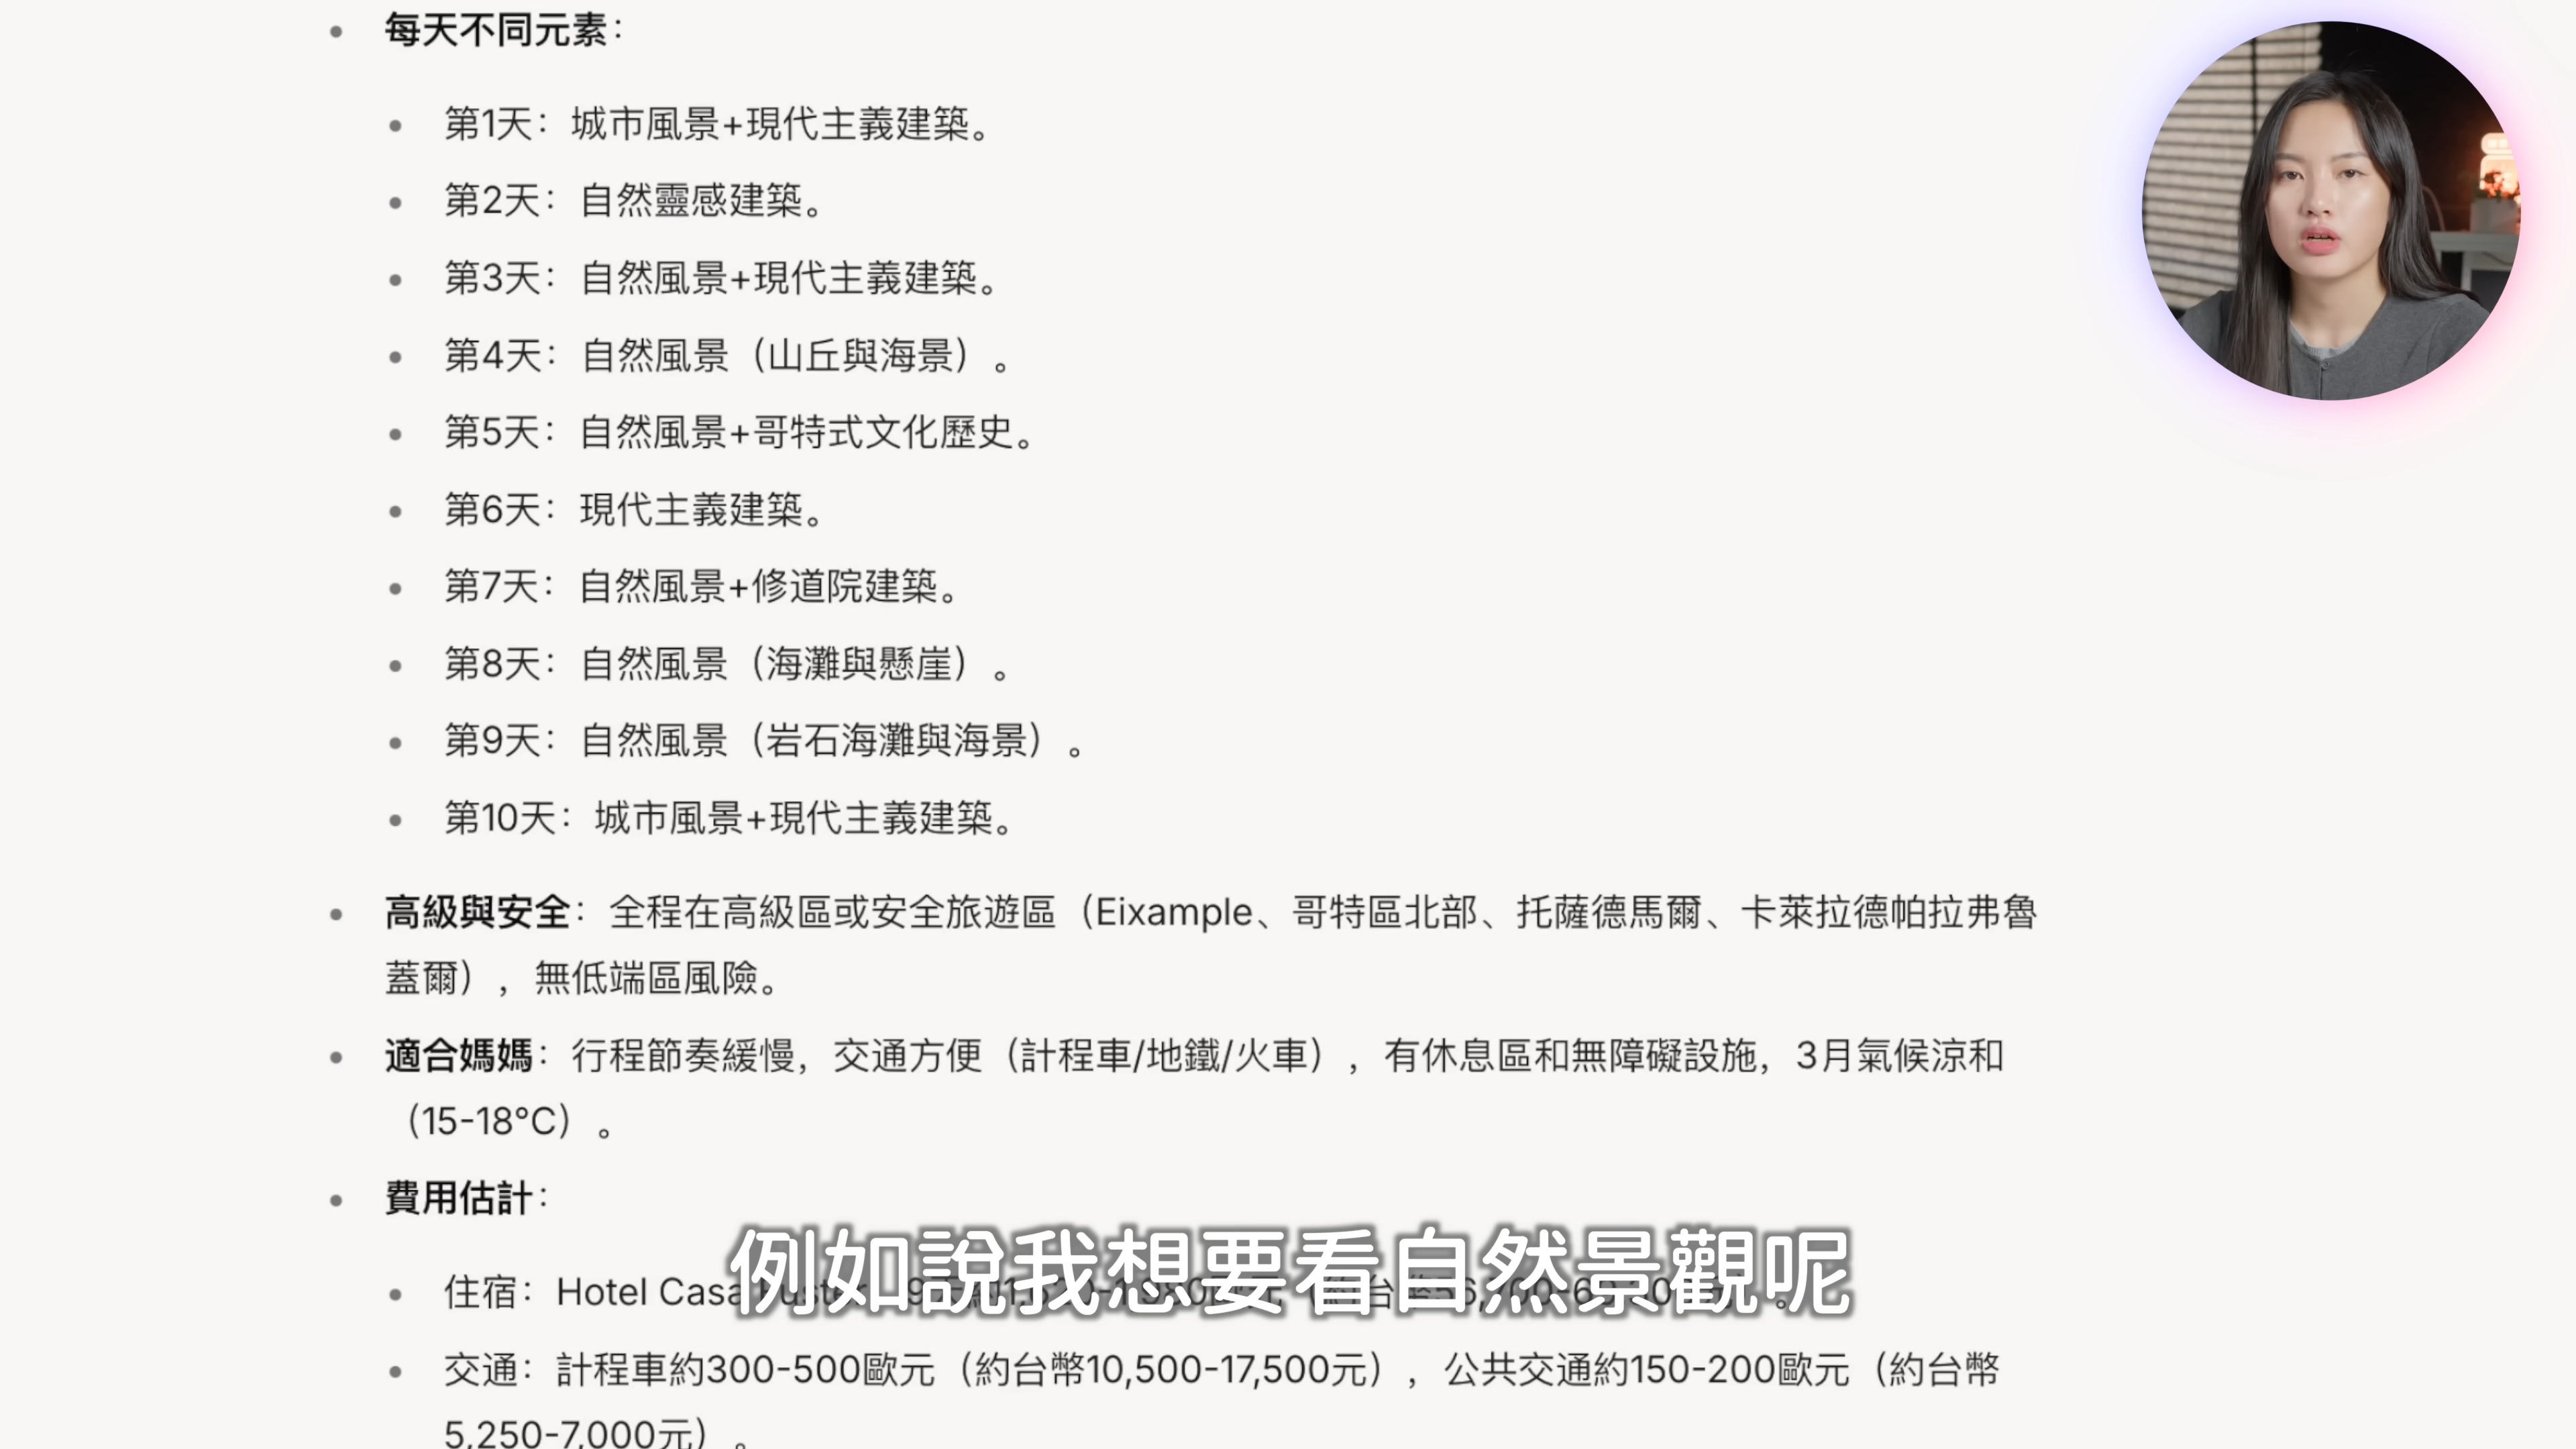 每天不同元素：
第1天：城市風景+現代主義建築。
第2天：自然靈感建築。
第3天：自然風景+現代主義建築。
第4天：自然風景（山丘與海景）。
第5天：自然風景+哥特式文化歷史。
第6天：現代主義建築。
第7天：自然風景+修道院建築。
第8天：自然風景（海灘與懸崖）。
第9天：自然風景（岩石海灘與海景）。
第10天：城市風景+現代主義建築。
高級與安全：全程在高級區或安全旅遊區（Eixample、哥特區北部、托薩德馬爾、卡萊拉德帕拉弗魯
蓋爾），無低端區風險。
適合媽媽：行程節奏緩慢，交通方便（計程車/地鐵/火車），有休息區和無障礙設施，3月氣候涼和
（15-18°C）。
費用估計：
住宿：Hotel Casa
例如說我想要看自然景觀呢
交通：計程車約300-500歐元（約台幣10,500-17,500元），公共交通約150-200歐元（約台幣
5,250-7,000元）。